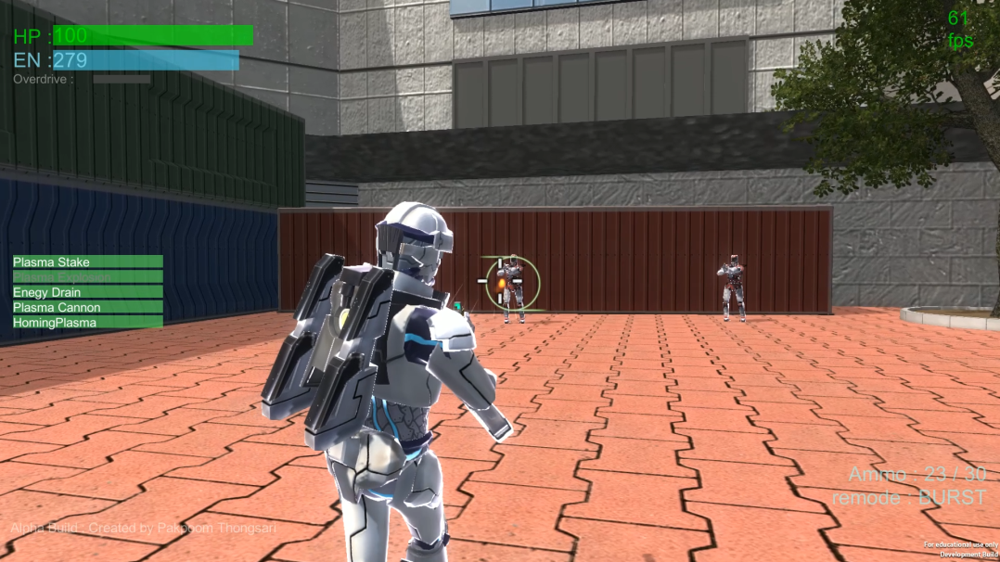 HP : 100
EN : 279
Overdrive :
61
fps
Plasma Stake
Plasma Explosion
Enegy Drain
Plasma Cannon
HomingPlasma
Ammo : 23 / 30
remode : BURST
Alpha Build : Created by Pakpoom Thongsari
For educational use only
Development Build